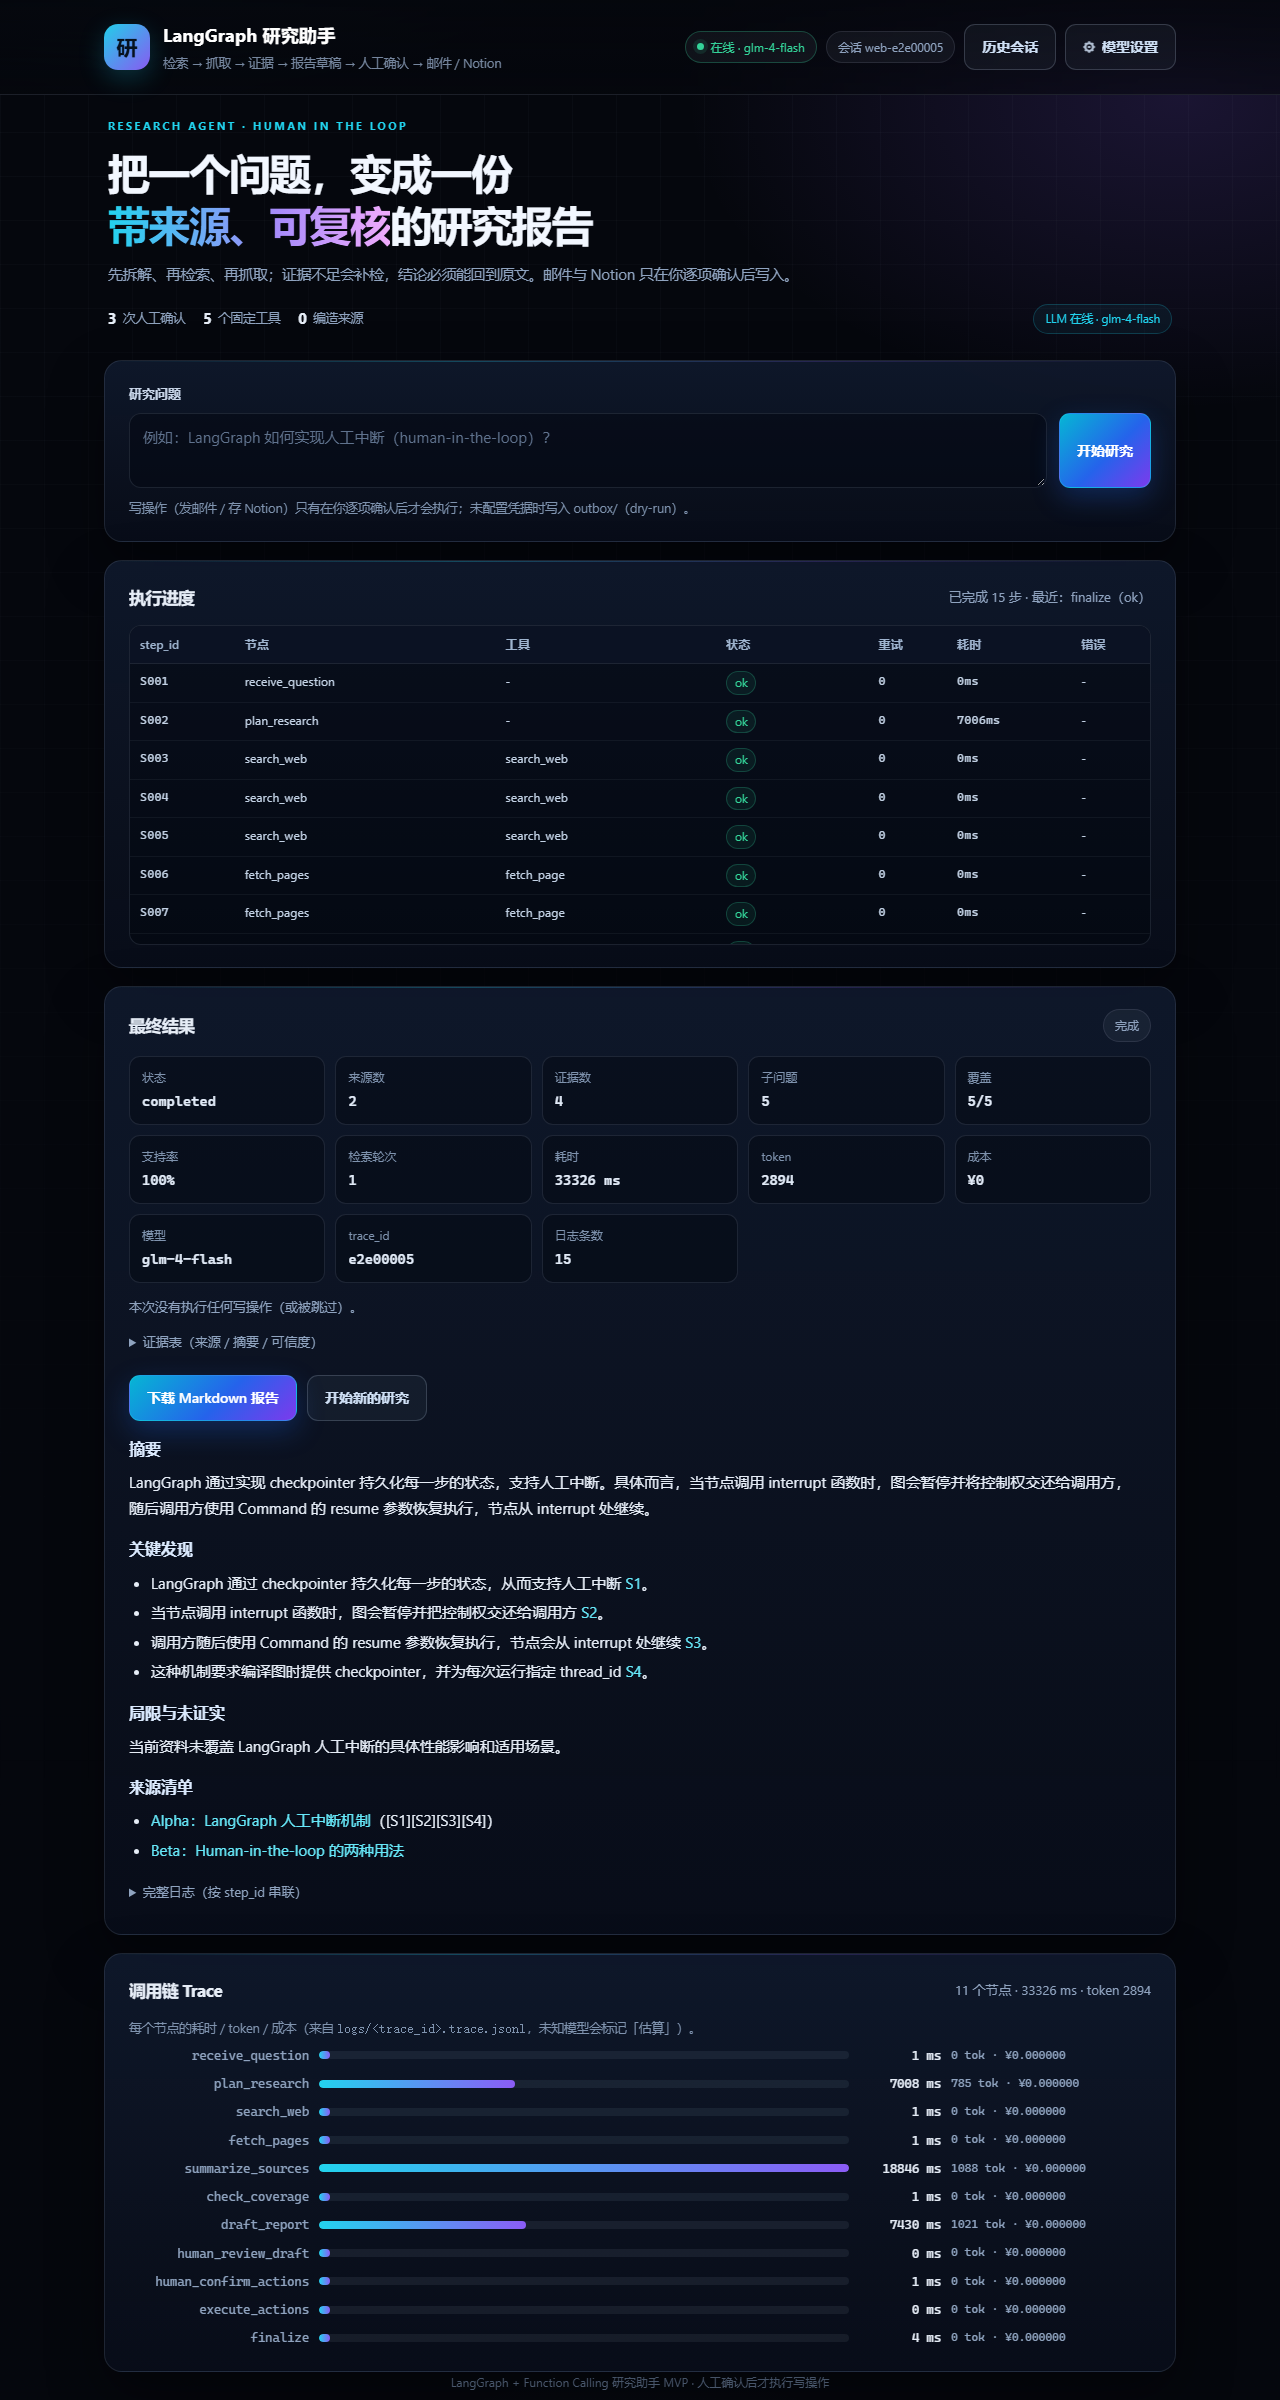 研
LangGraph 研究助手
检索 → 抓取 → 证据 → 报告草稿 → 人工确认 → 邮件 / Notion
在线 · glm-4-flash
会话 web-e2e00005
历史会话
⚙ 模型设置
RESEARCH AGENT · HUMAN IN THE LOOP
把一个问题，变成一份
带来源、可复核的研究报告
先拆解、再检索、再抓取；证据不足会补检，结论必须能回到原文。邮件与 Notion 只在你逐项确认后写入。
3 次人工确认 5 个固定工具 0 编造来源
LLM 在线 · glm-4-flash
研究问题
例如：LangGraph 如何实现人工中断（human-in-the-loop）？
开始研究
写操作（发邮件 / 存 Notion）只有在你逐项确认后才会执行；未配置凭据时写入 outbox/（dry-run）。
执行进度
已完成 15 步 · 最近：finalize（ok）
step_id 节点 工具 状态 重试 耗时 错误
S001 receive_question - ok 0 0ms -
S002 plan_research - ok 0 7006ms -
S003 search_web search_web ok 0 0ms -
S004 search_web search_web ok 0 0ms -
S005 search_web search_web ok 0 0ms -
S006 fetch_pages fetch_page ok 0 0ms -
S007 fetch_pages fetch_page ok 0 0ms -
最终结果
完成
状态 来源数 证据数 子问题 覆盖
completed 2 4 5 5/5
支持率 检索轮次 耗时 token 成本
100% 1 33326 ms 2894 ¥0
模型 trace_id 日志条数
glm-4-flash e2e00005 15
本次没有执行任何写操作（或被跳过）。
▶ 证据表（来源 / 摘要 / 可信度）
下载 Markdown 报告
开始新的研究
摘要
LangGraph 通过实现 checkpointer 持久化每一步的状态，支持人工中断。具体而言，当节点调用 interrupt 函数时，图会暂停并将控制权交还给调用方，
随后调用方使用 Command 的 resume 参数恢复执行，节点从 interrupt 处继续。
关键发现
• LangGraph 通过 checkpointer 持久化每一步的状态，从而支持人工中断 S1。
• 当节点调用 interrupt 函数时，图会暂停并把控制权交还给调用方 S2。
• 调用方随后使用 Command 的 resume 参数恢复执行，节点会从 interrupt 处继续 S3。
• 这种机制要求编译图时提供 checkpointer，并为每次运行指定 thread_id S4。
局限与未证实
当前资料未覆盖 LangGraph 人工中断的具体性能影响和适用场景。
来源清单
• Alpha：LangGraph 人工中断机制（[S1][S2][S3][S4]）
• Beta：Human-in-the-loop 的两种用法
▶ 完整日志（按 step_id 串联）
调用链 Trace
11 个节点 · 33326 ms · token 2894
每个节点的耗时 / token / 成本（来自 logs/<trace_id>.trace.jsonl，未知模型会标记「估算」）。
receive_question 1 ms 0 tok · ¥0.000000
plan_research 7008 ms 785 tok · ¥0.000000
search_web 1 ms 0 tok · ¥0.000000
fetch_pages 1 ms 0 tok · ¥0.000000
summarize_sources 18846 ms 1088 tok · ¥0.000000
check_coverage 1 ms 0 tok · ¥0.000000
draft_report 7430 ms 1021 tok · ¥0.000000
human_review_draft 0 ms 0 tok · ¥0.000000
human_confirm_actions 1 ms 0 tok · ¥0.000000
execute_actions 0 ms 0 tok · ¥0.000000
finalize 4 ms 0 tok · ¥0.000000
LangGraph + Function Calling 研究助手 MVP · 人工确认后才执行写操作